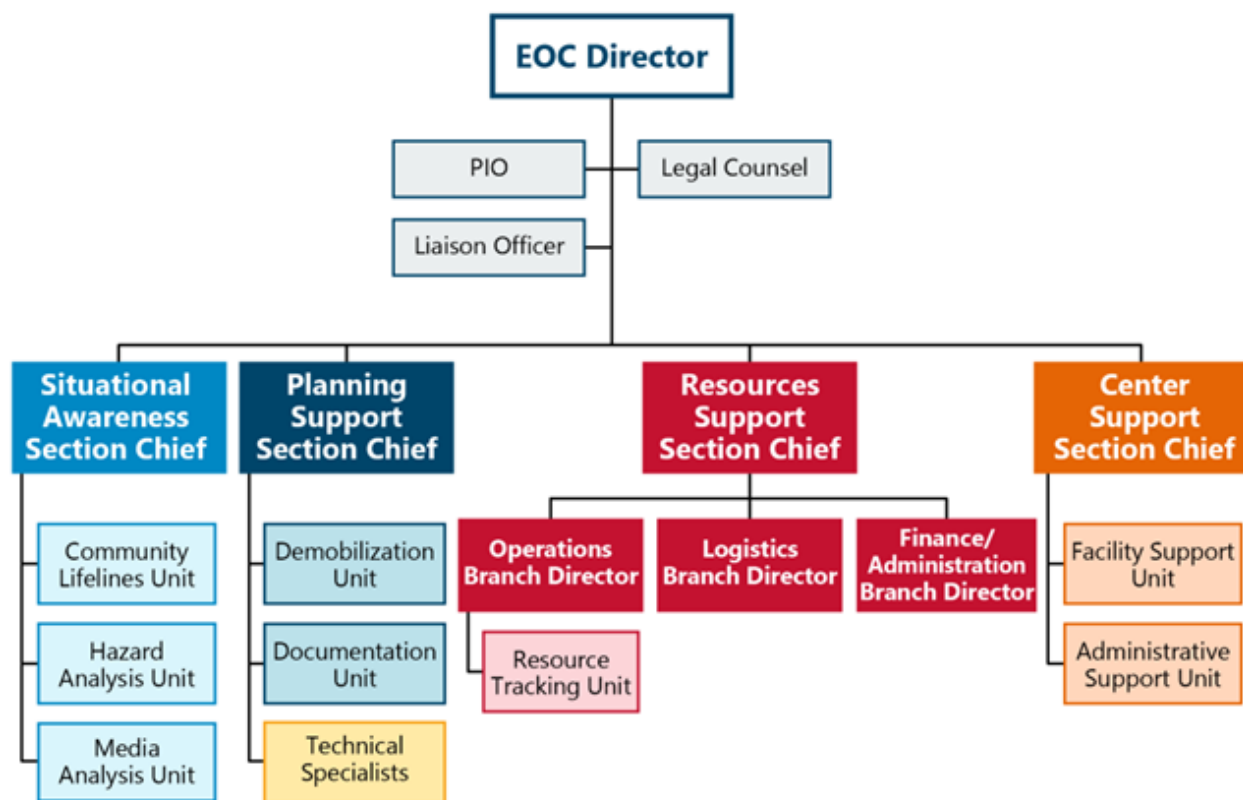 EOC Director
PIO
Legal Counsel
Liaison Officer
Situational
Awareness
Section Chief
Planning
Support
Section Chief
Resources
Support
Section Chief
Center
Support
Section Chief
Community
Lifelines Unit
Hazard
Analysis Unit
Media
Analysis Unit
Demobilization
Unit
Documentation
Unit
Technical
Specialists
Operations
Branch Director
Resource
Tracking Unit
Logistics
Branch Director
Finance/
Administration
Branch Director
Facility Support
Unit
Administrative
Support Unit